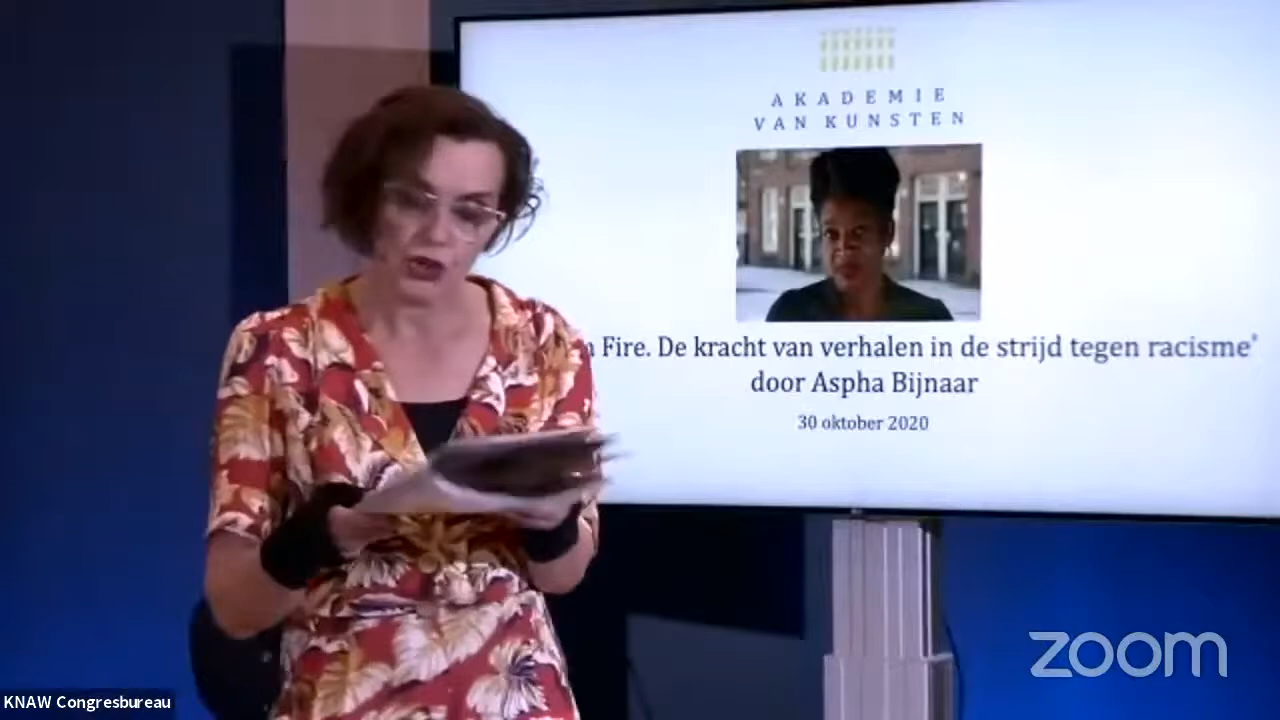 AKADEMIE
VAN KUNSTEN
Fire. De kracht van verhalen in de strijd tegen racisme'
door Aspha Bijnaar
30 oktober 2020
zoom
KNAW Congresbureau